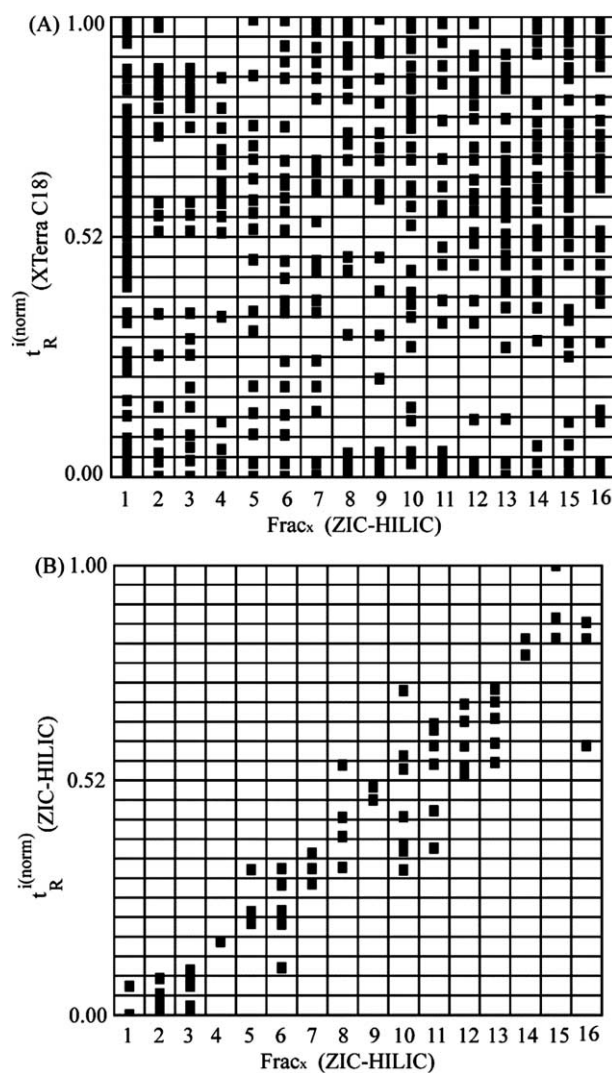 (A) 1.00
0.52
0.00
t_R^i(norm) (XTerra C18)
1 2 3 4 5 6 7 8 9 10 11 12 13 14 15 16
Fracx (ZIC-HILIC)
(B) 1.00
0.52
0.00
t_R^i(norm) (ZIC-HILIC)
1 2 3 4 5 6 7 8 9 10 11 12 13 14 15 16
Fracx (ZIC-HILIC)